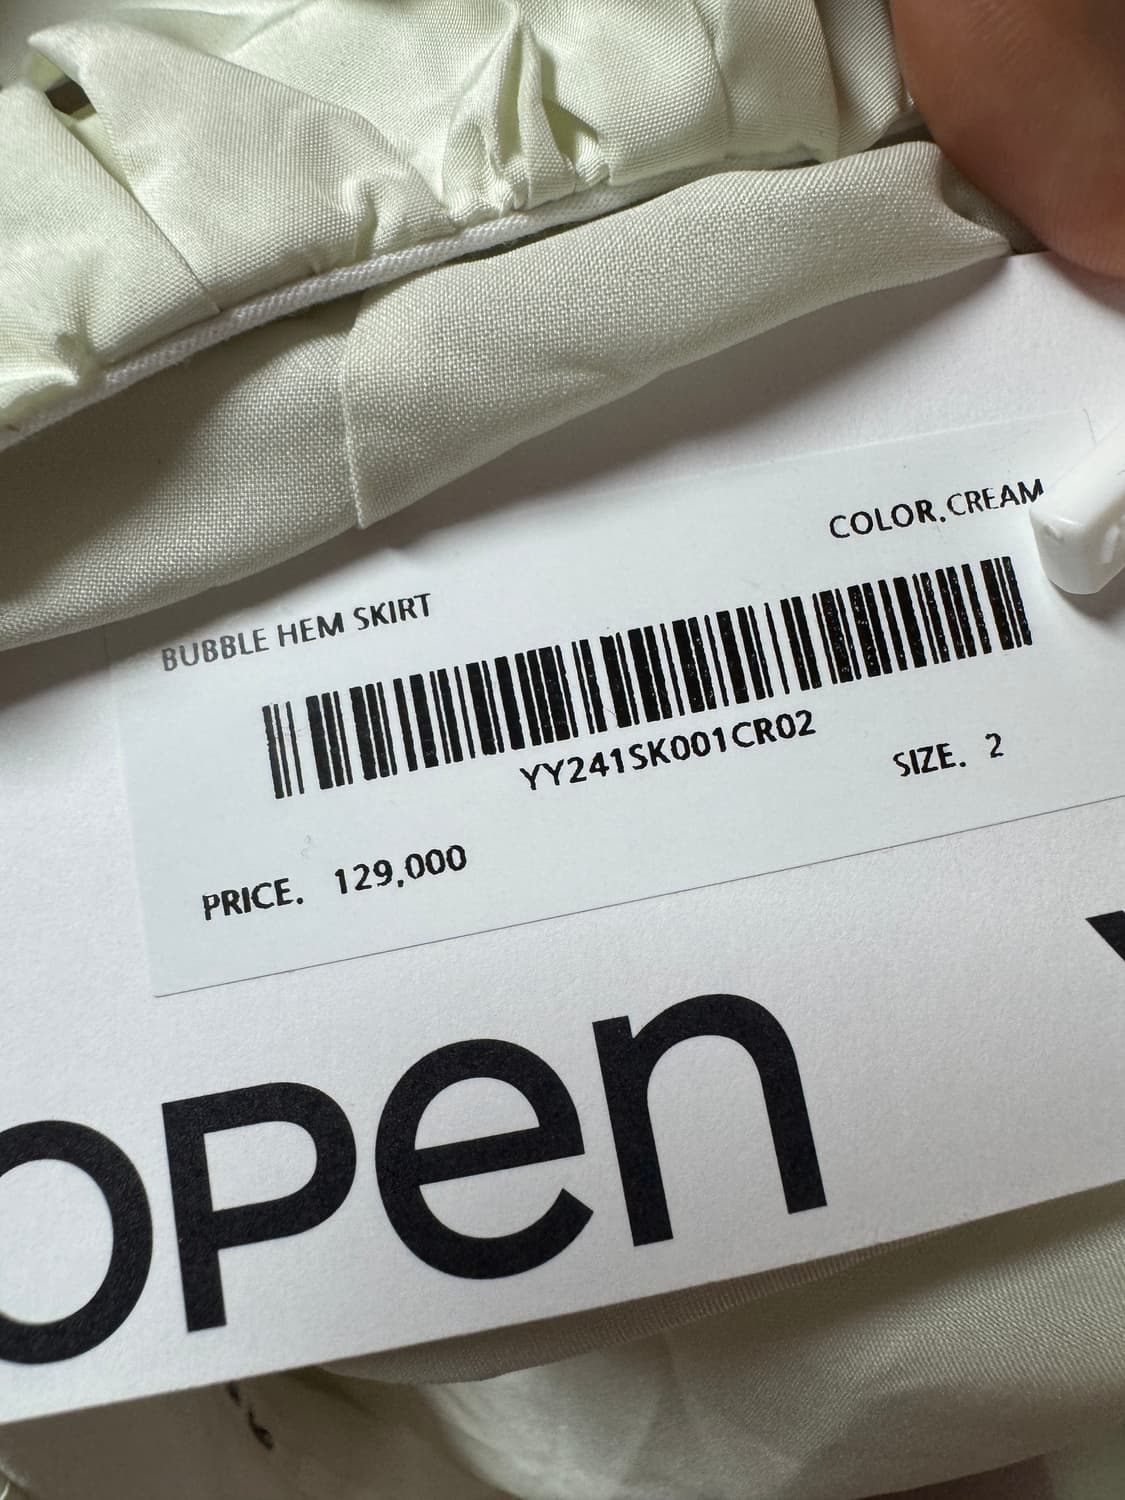 COLOR.CREAM
BUBBLE HEM SKIRT
YY241SK001CR02
SIZE. 2
PRICE. 129,000
open